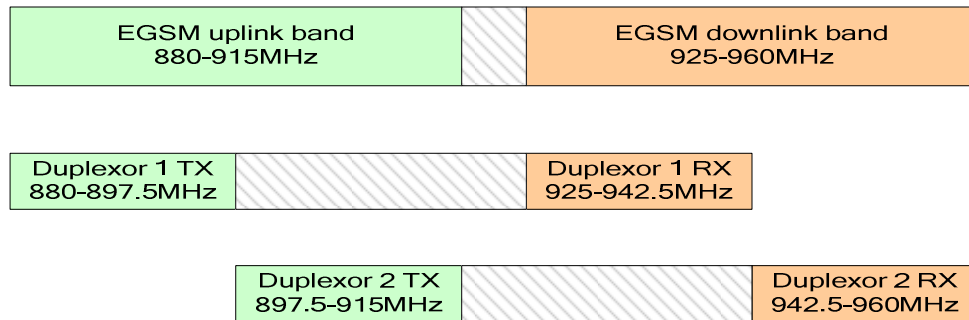 EGSM uplink band
880-915MHz
EGSM downlink band
925-960MHz
Duplexor 1 TX
880-897.5MHz
Duplexor 1 RX
925-942.5MHz
Duplexor 2 TX
897.5-915MHz
Duplexor 2 RX
942.5-960MHz